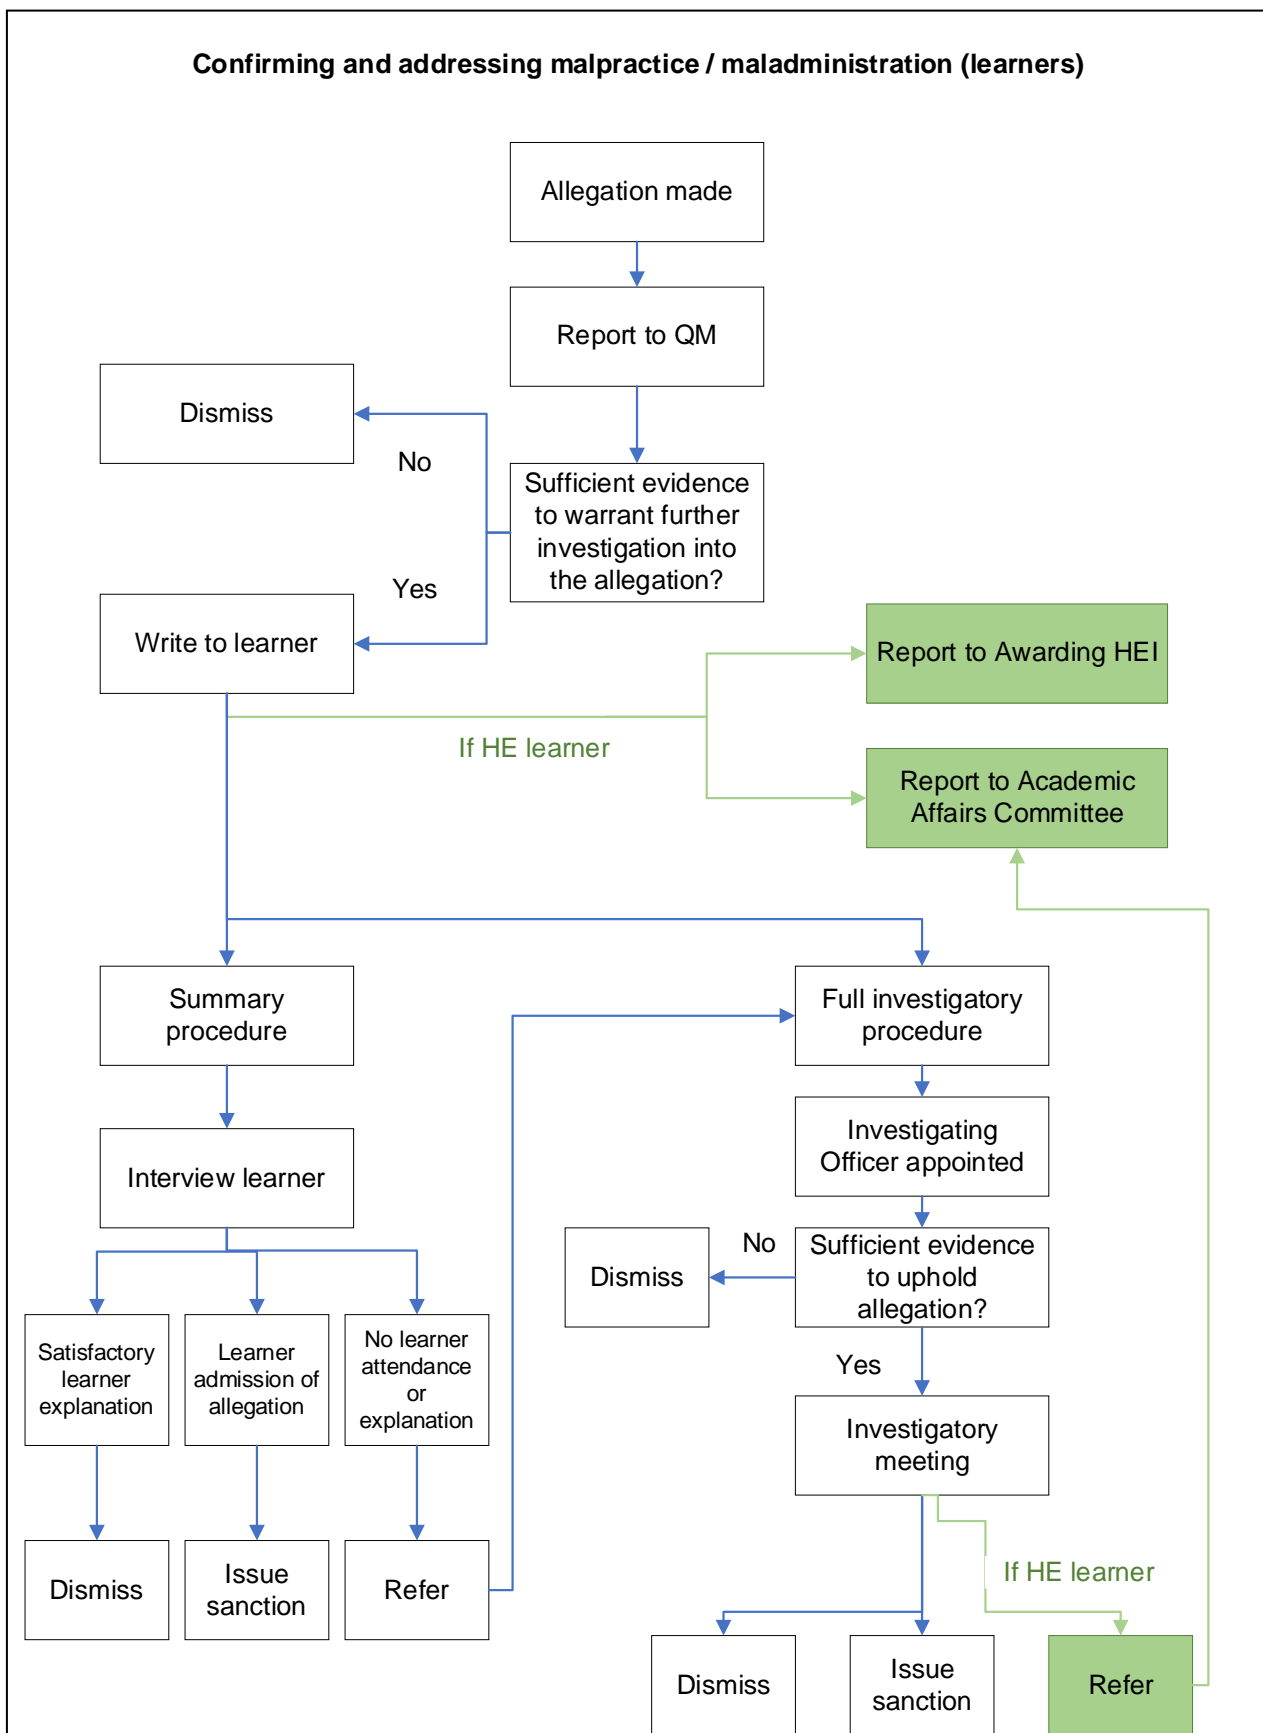 Confirming and addressing malpractice / maladministration (learners)
Allegation made
Report to QM
Dismiss
No
Sufficient evidence
to warrant further
investigation into
the allegation?
Yes
Write to learner
Report to Awarding HEI
If HE learner
Report to Academic
Affairs Committee
Summary
procedure
Full investigatory
procedure
Interview learner
Investigating
Officer appointed
No
Dismiss
Sufficient evidence
to uphold
allegation?
Yes
Satisfactory
learner
explanation
Learner
admission of
allegation
No learner
attendance
or
explanation
Investigatory
meeting
Dismiss
Issue
sanction
Refer
If HE learner
Dismiss
Issue
sanction
Refer